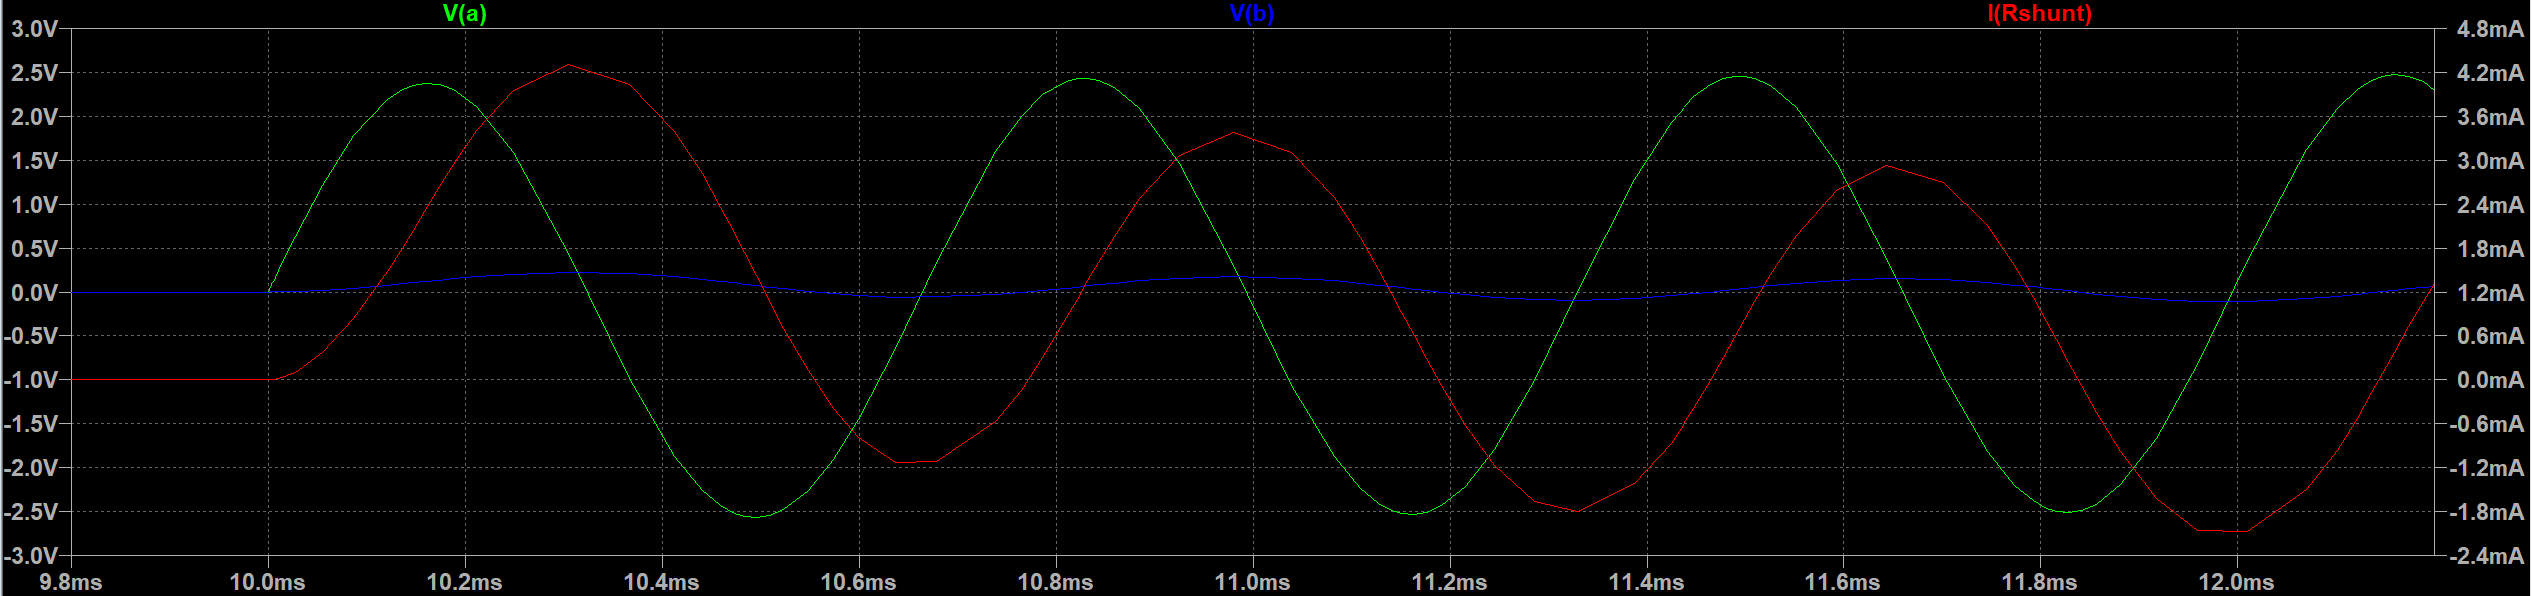 V(a) V(b) I(Rshunt)
3.0V 4.8mA
2.5V 4.2mA
2.0V 3.6mA
1.5V 3.0mA
1.0V 2.4mA
0.5V 1.8mA
0.0V 1.2mA
-0.5V 0.6mA
-1.0V 0.0mA
-1.5V -0.6mA
-2.0V -1.2mA
-2.5V -1.8mA
-3.0V -2.4mA
9.8ms 10.0ms 10.2ms 10.4ms 10.6ms 10.8ms 11.0ms 11.2ms 11.4ms 11.6ms 11.8ms 12.0ms